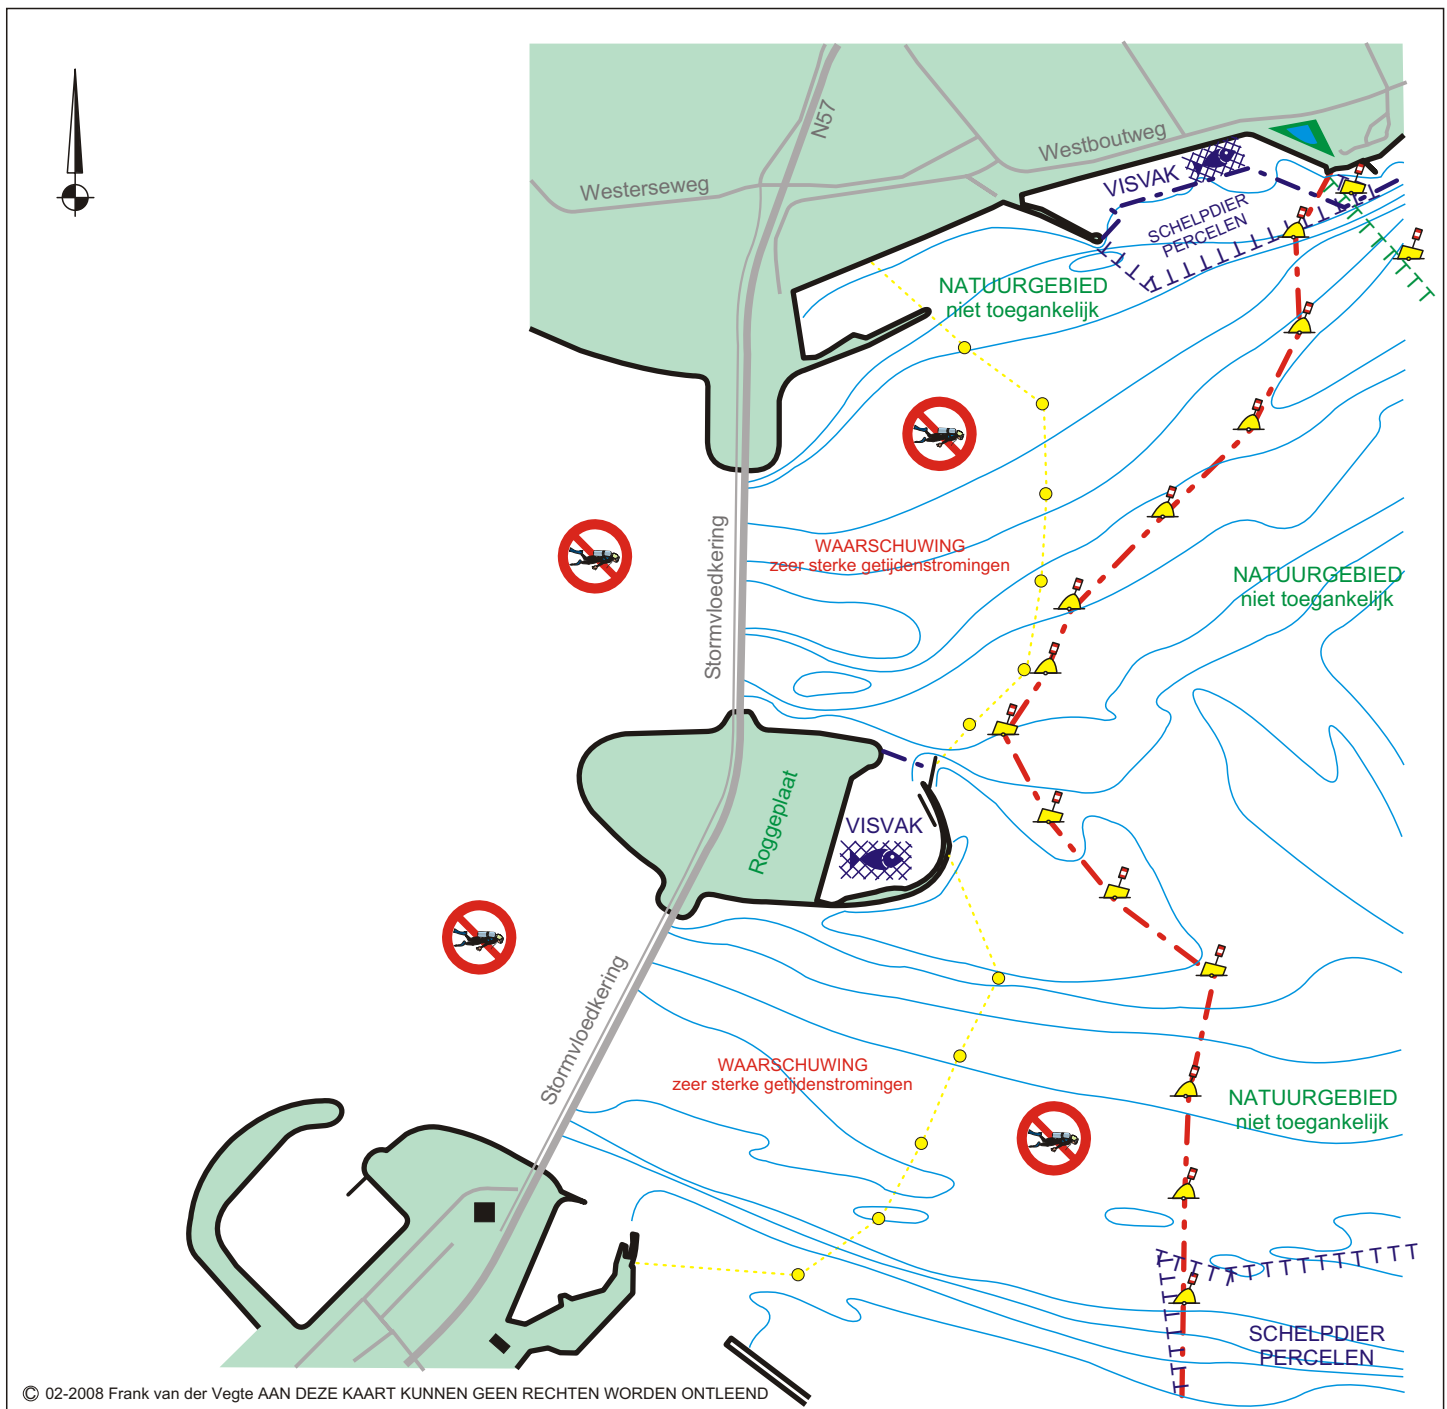 N57
Westboutweg
Westerseweg
VISVAK
SCHELPDIER
PERCELEN
NATUURGEBIED
niet toegankelijk
Stormvloedkering
WAARSCHUWING
zeer sterke getijdenstromingen
NATUURGEBIED
niet toegankelijk
Roggeplaat
VISVAK
Stormvloedkering
WAARSCHUWING
zeer sterke getijdenstromingen
NATUURGEBIED
niet toegankelijk
SCHELPDIER
PERCELEN
© 02-2008 Frank van der Vegte AAN DEZE KAART KUNNEN GEEN RECHTEN WORDEN ONTLEEND